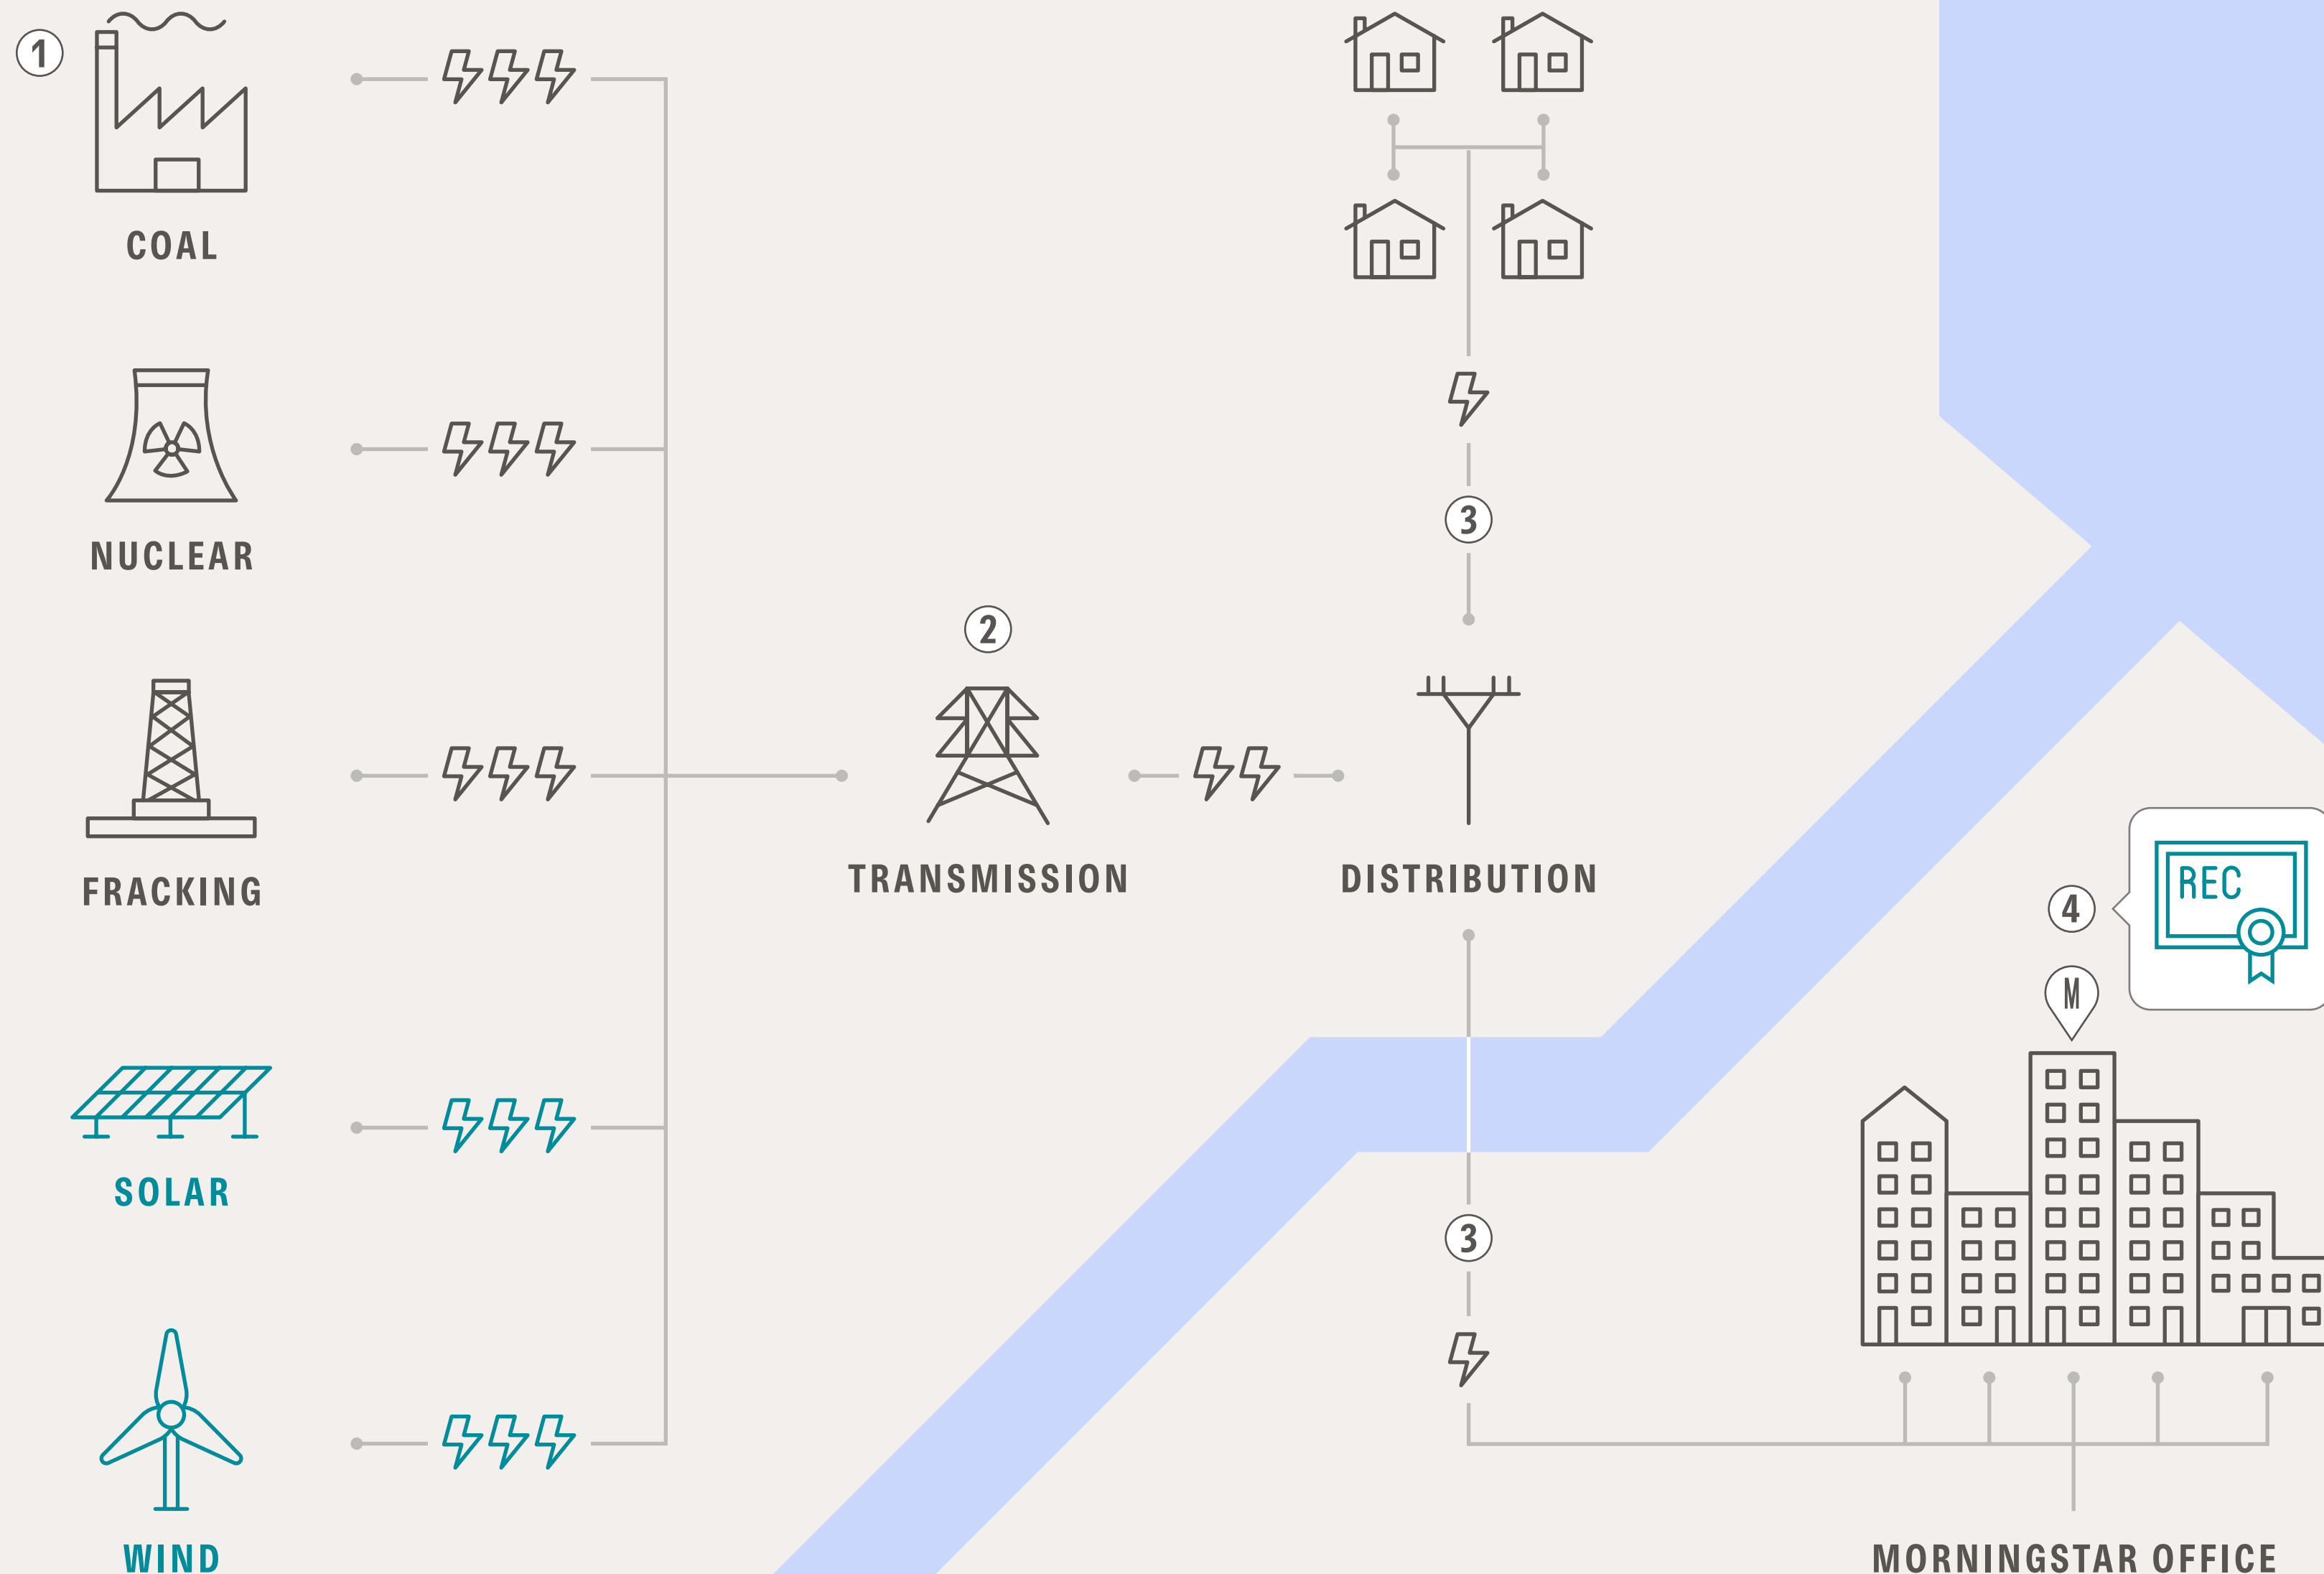 1
COAL
NUCLEAR
FRACKING
SOLAR
WIND
2
TRANSMISSION
3
DISTRIBUTION
3
4
REC
M
MORNINGSTAR OFFICE